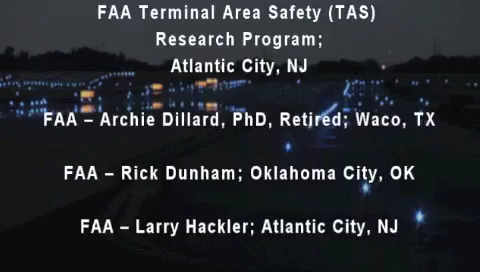 FAA Terminal Area Safety (TAS)
Research Program;
Atlantic City, NJ
FAA – Archie Dillard, PhD, Retired; Waco, TX
FAA – Rick Dunham; Oklahoma City, OK
FAA – Larry Hackler; Atlantic City, NJ